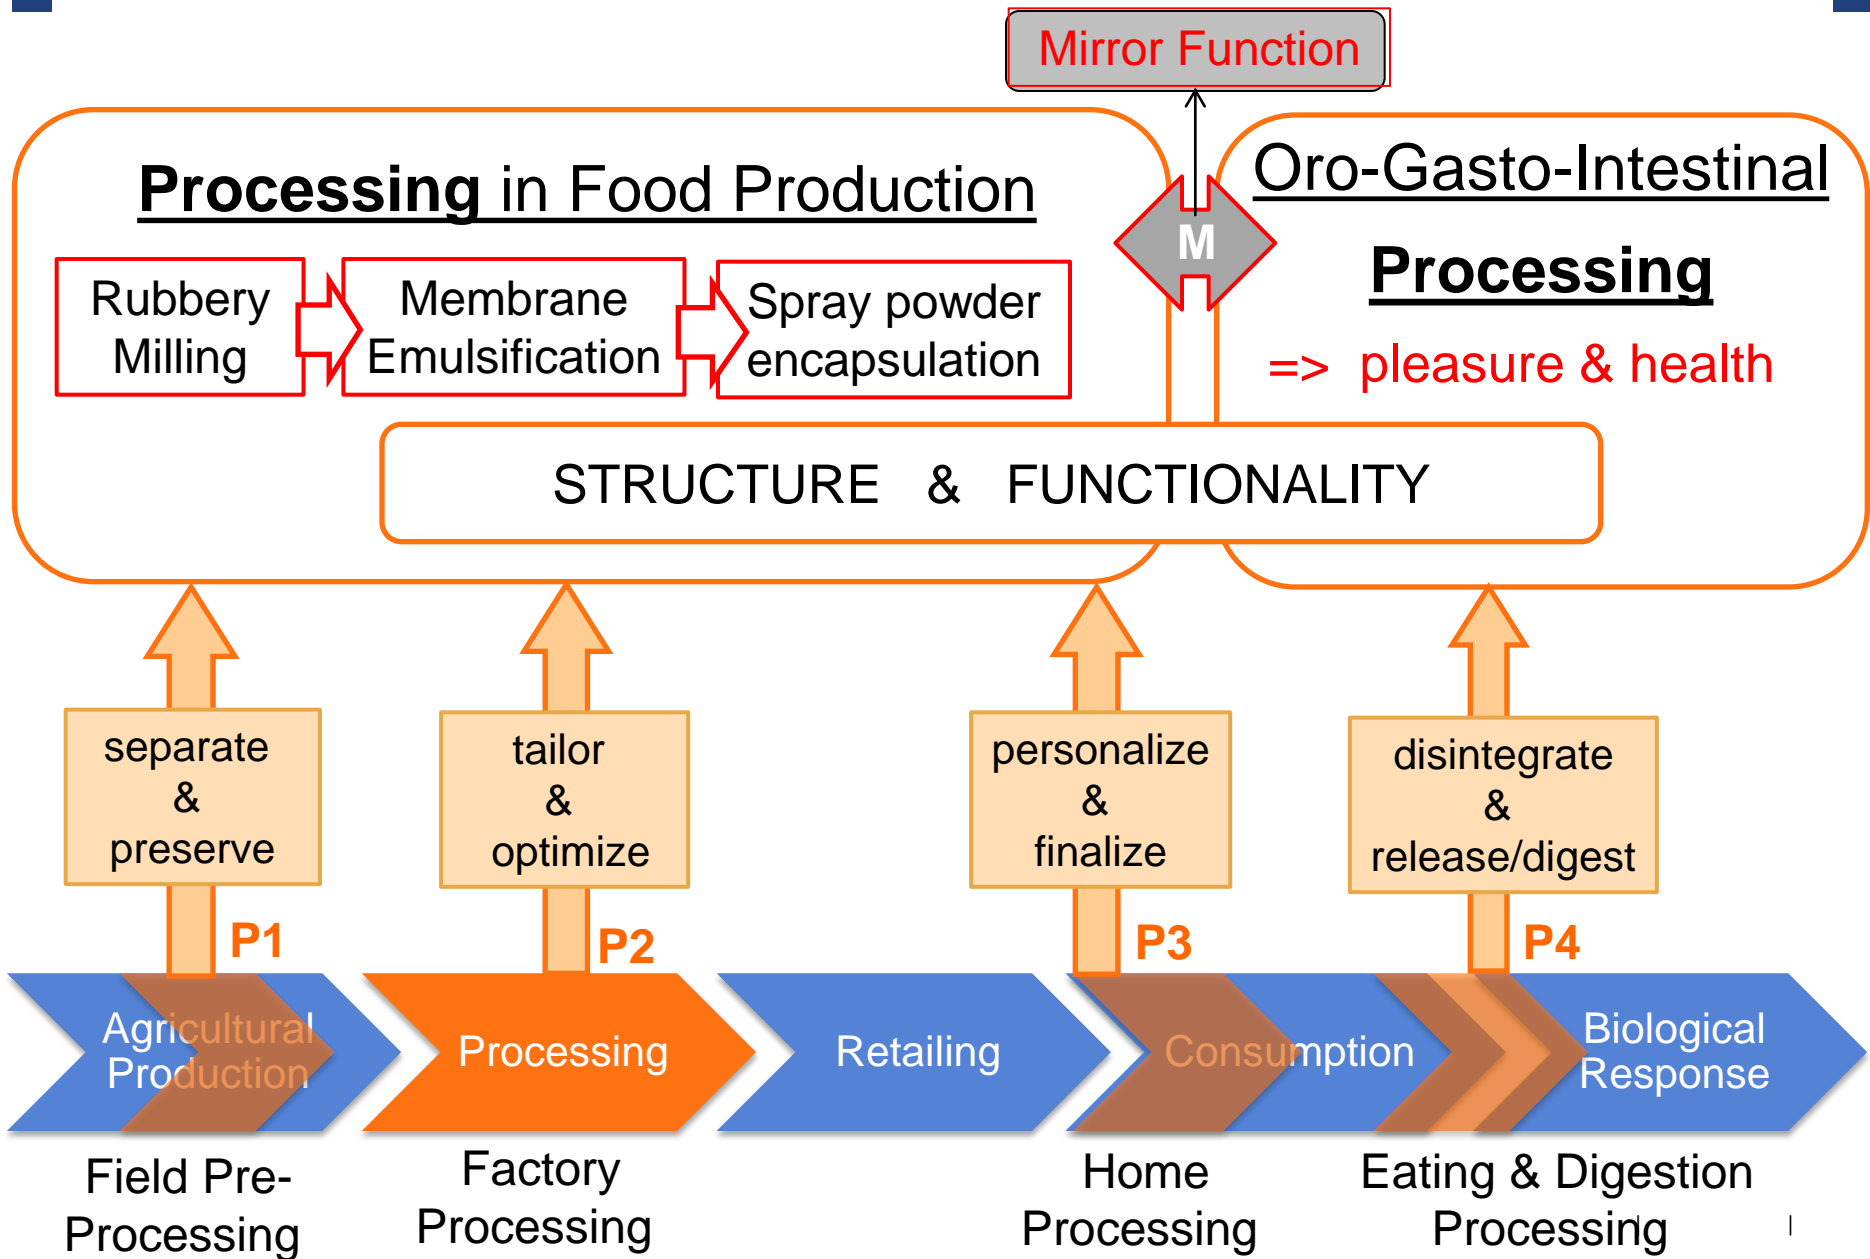 Mirror Function
Processing in Food Production
Oro-Gasto-Intestinal
Processing
=> pleasure & health
M
Rubbery
Milling
Membrane
Emulsification
Spray powder
encapsulation
STRUCTURE & FUNCTIONALITY
separate
&
preserve
tailor
&
optimize
personalize
&
finalize
disintegrate
&
release/digest
P1
P2
P3
P4
Agricultural
Production
Processing
Retailing
Consumption
Biological
Response
Field Pre-
Processing
Factory
Processing
Home
Processing
Eating & Digestion
Processing